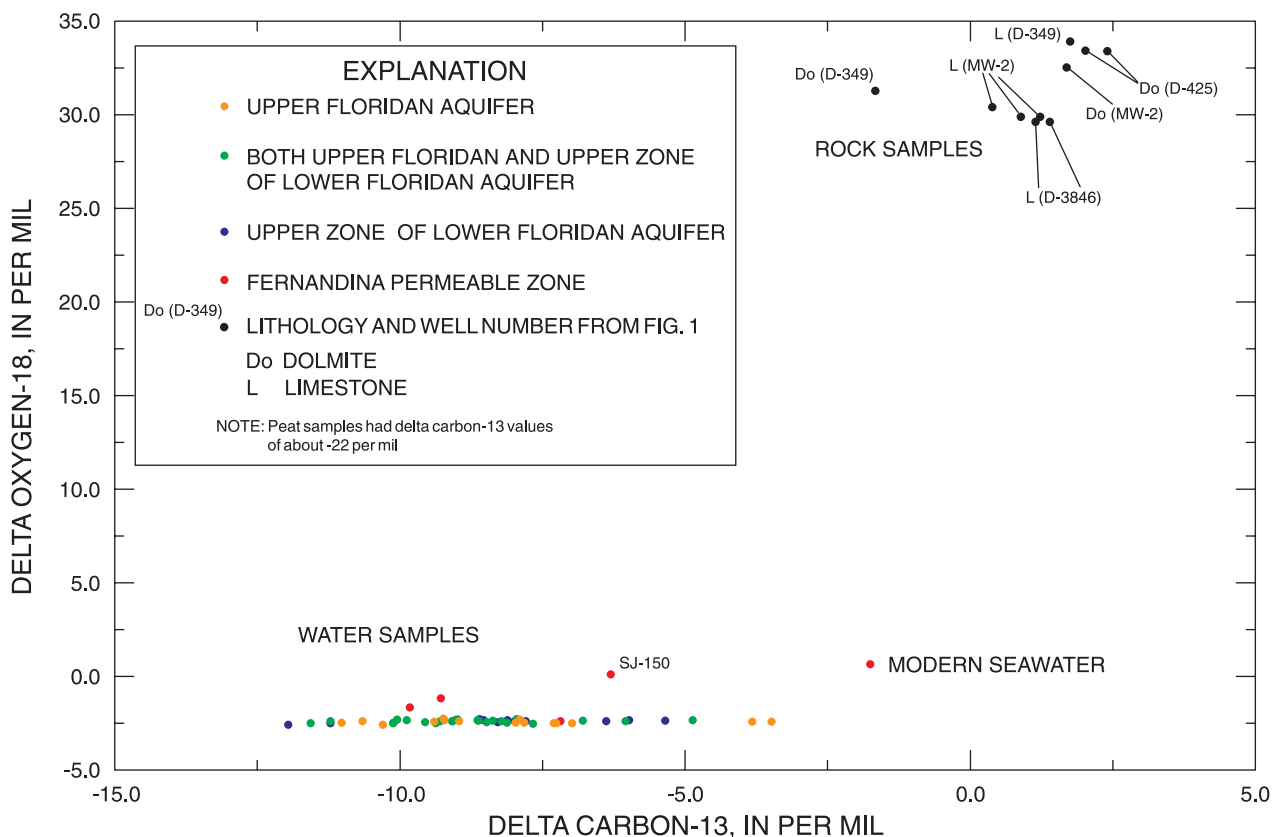 35.0
30.0
25.0
20.0
15.0
10.0
5.0
0.0
-5.0
DELTA OXYGEN-18, IN PER MIL
EXPLANATION
UPPER FLORIDAN AQUIFER
BOTH UPPER FLORIDAN AND UPPER ZONE
OF LOWER FLORIDAN AQUIFER
UPPER ZONE OF LOWER FLORIDAN AQUIFER
FERNANDINA PERMEABLE ZONE
Do (D-349)
LITHOLOGY AND WELL NUMBER FROM FIG. 1
Do DOLMITE
L LIMESTONE
NOTE: Peat samples had delta carbon-13 values
of about -22 per mil
L (D-349)
Do (D-349)
L (MW-2)
Do (D-425)
Do (MW-2)
ROCK SAMPLES
L (D-3846)
WATER SAMPLES
SJ-150
MODERN SEAWATER
-15.0
-10.0
-5.0
0.0
5.0
DELTA CARBON-13, IN PER MIL